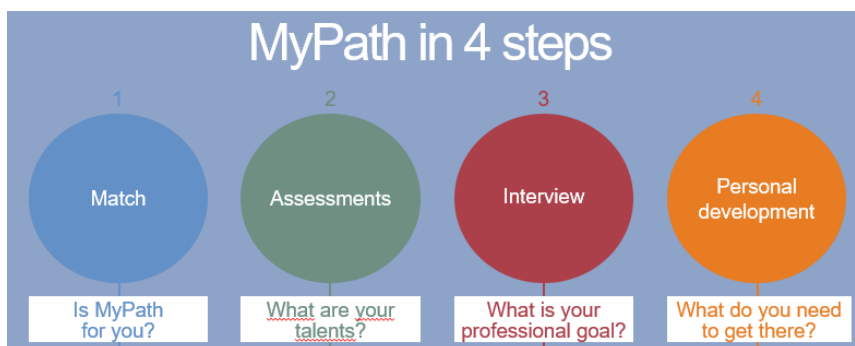 MyPath in 4 steps
1
2
3
4
Match
Assessments
Interview
Personal
development
Is MyPath
for you?
What are your
talents?
What is your
professional goal?
What do you need
to get there?